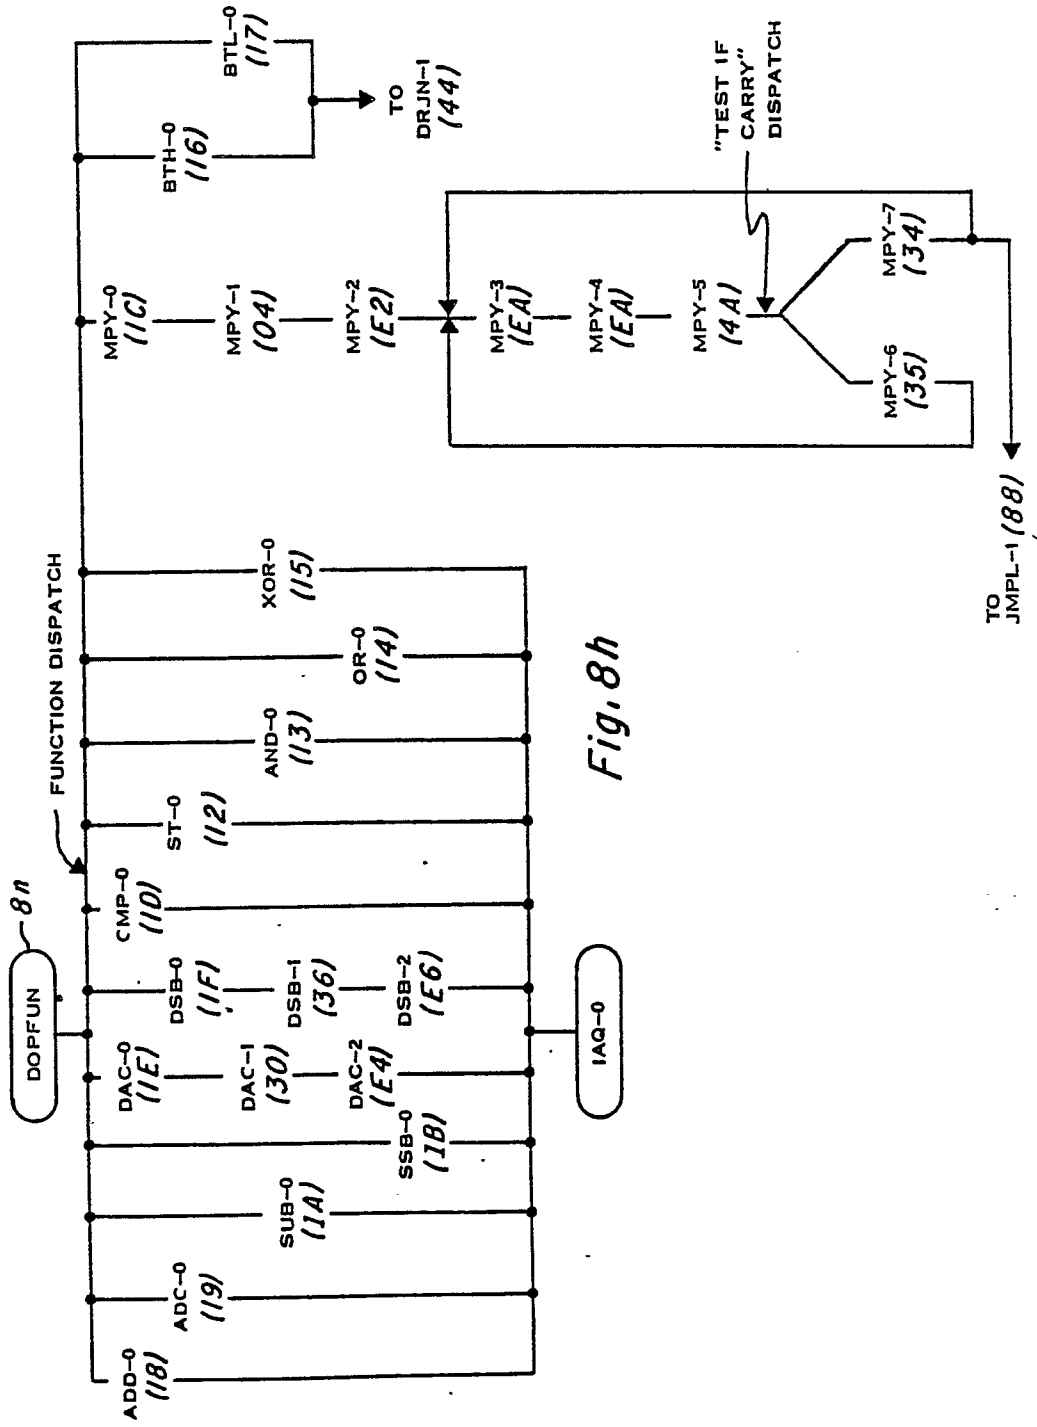 DOPFUN
8n
FUNCTION DISPATCH
ADD-0
(18)
ADC-0
(19)
SUB-0
(1A)
SSB-0
(1B)
DAC-0
(1E)
DAC-1
(30)
DAC-2
(E4)
DSB-0
(1F)
DSB-1
(36)
DSB-2
(E6)
CMP-0
(1D)
ST-0
(12)
AND-0
(13)
OR-0
(14)
XOR-0
(15)
IAQ-0
MPY-0
(1C)
MPY-1
(04)
MPY-2
(E2)
MPY-3
(EA)
MPY-4
(EA)
MPY-5
(4A)
"TEST IF
CARRY"
DISPATCH
MPY-6
(35)
MPY-7
(34)
TO
JMPL-1 (88)
BTH-0
(16)
BTL-0
(17)
TO
DRJN-1
(44)
Fig. 8h